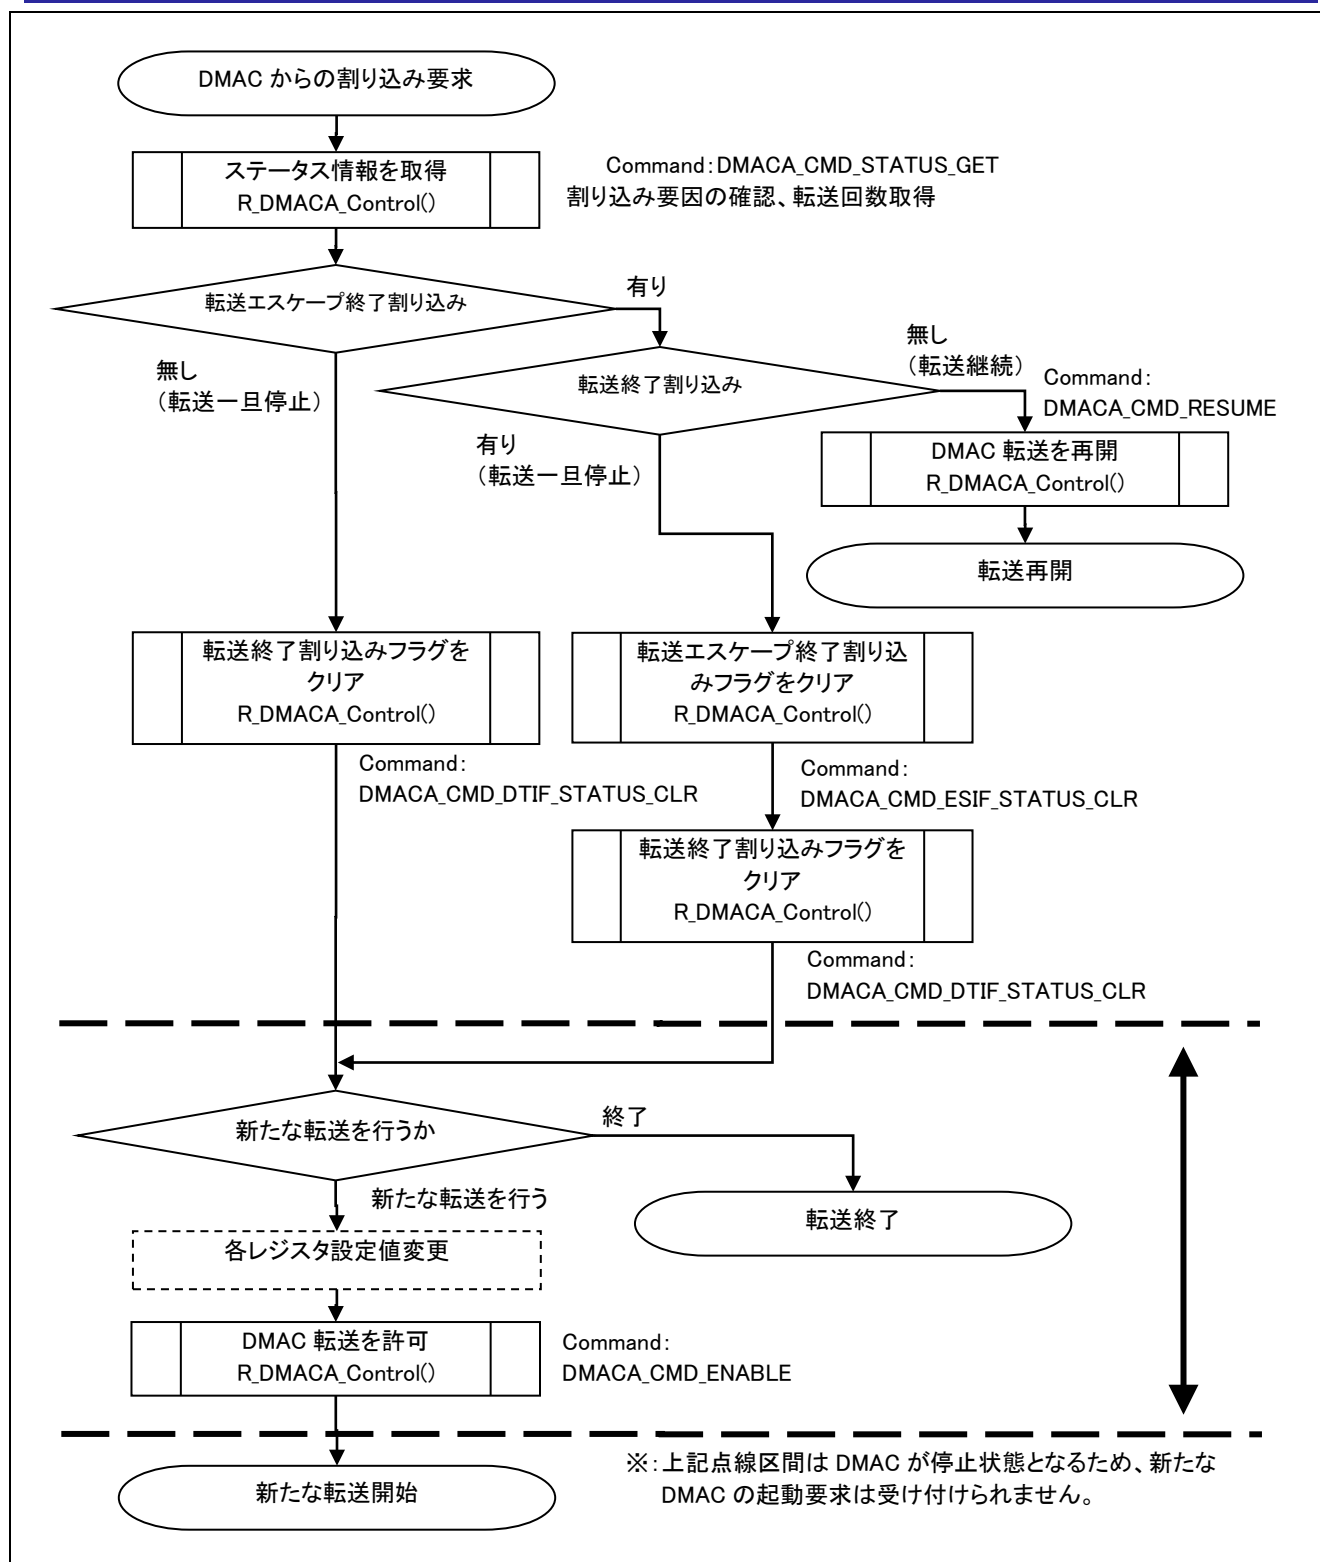 DMAC からの割り込み要求
ステータス情報を取得
R_DMACA_Control()
Command：DMACA_CMD_STATUS_GET
割り込み要因の確認、転送回数取得
転送エスケープ終了割り込み
有り
無し
（転送一旦停止）
転送終了割り込み
無し
（転送継続）
Command：
DMACA_CMD_RESUME
有り
（転送一旦停止）
DMAC 転送を再開
R_DMACA_Control()
転送再開
転送終了割り込みフラグを
クリア
R_DMACA_Control()
Command：
DMACA_CMD_DTIF_STATUS_CLR
転送エスケープ終了割り込
みフラグをクリア
R_DMACA_Control()
Command：
DMACA_CMD_ESIF_STATUS_CLR
転送終了割り込みフラグを
クリア
R_DMACA_Control()
Command：
DMACA_CMD_DTIF_STATUS_CLR
新たな転送を行うか
終了
新たな転送を行う
転送終了
各レジスタ設定値変更
DMAC 転送を許可
R_DMACA_Control()
Command：
DMACA_CMD_ENABLE
新たな転送開始
※：上記点線区間は DMAC が停止状態となるため、新たな
DMAC の起動要求は受け付けられません。